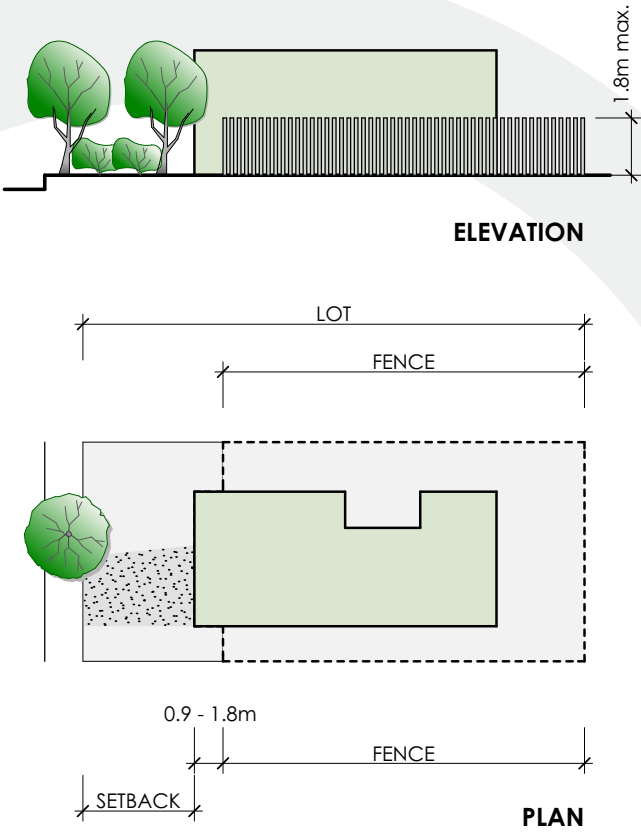 1.8m max.
ELEVATION
LOT
FENCE
0.9 - 1.8m
FENCE
SETBACK
PLAN